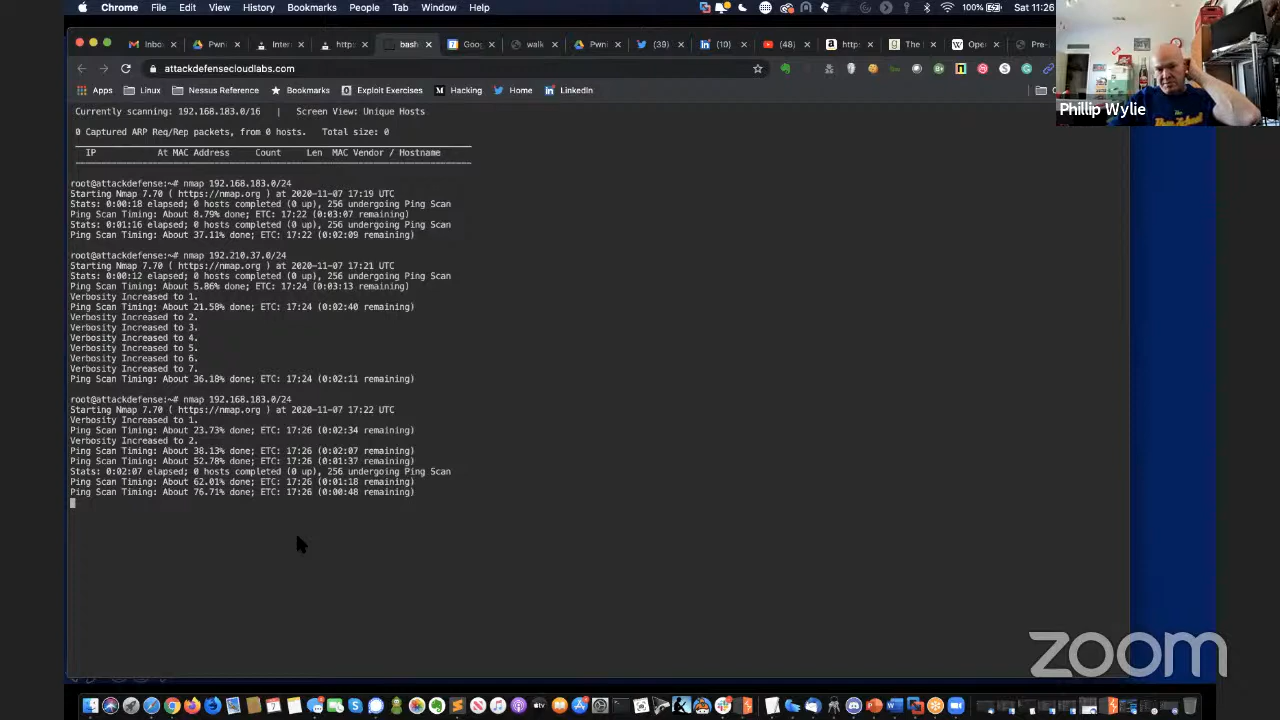 Chrome File Edit View History Bookmarks People Tab Window Help 100% Sat 11:26
Inbo Pwn Intern https bash Goo walk Pwni (39) (10) (48) https The L Ope Pre-
attackdefensecloudlabs.com
Apps Linux Nessus Reference Bookmarks Exploit Exercises Hacking Home LinkedIn
Phillip Wylie
Currently scanning: 192.168.183.0/16 | Screen View: Unique Hosts
0 Captured ARP Req/Rep packets, from 0 hosts. Total size: 0
IP At MAC Address Count Len MAC Vendor / Hostname
root@attackdefense:~# nmap 192.168.183.0/24
Starting Nmap 7.70 ( https://nmap.org ) at 2020-11-07 17:19 UTC
Stats: 0:00:18 elapsed; 0 hosts completed (0 up), 256 undergoing Ping Scan
Ping Scan Timing: About 8.79% done; ETC: 17:22 (0:03:07 remaining)
Stats: 0:01:16 elapsed; 0 hosts completed (0 up), 256 undergoing Ping Scan
Ping Scan Timing: About 37.11% done; ETC: 17:22 (0:02:09 remaining)
root@attackdefense:~# nmap 192.210.37.0/24
Starting Nmap 7.70 ( https://nmap.org ) at 2020-11-07 17:21 UTC
Stats: 0:00:12 elapsed; 0 hosts completed (0 up), 256 undergoing Ping Scan
Ping Scan Timing: About 5.86% done; ETC: 17:24 (0:03:13 remaining)
Verbosity Increased to 1.
Ping Scan Timing: About 21.58% done; ETC: 17:24 (0:02:40 remaining)
Verbosity Increased to 2.
Verbosity Increased to 3.
Verbosity Increased to 4.
Verbosity Increased to 5.
Verbosity Increased to 6.
Verbosity Increased to 7.
Ping Scan Timing: About 36.18% done; ETC: 17:24 (0:02:11 remaining)
root@attackdefense:~# nmap 192.168.183.0/24
Starting Nmap 7.70 ( https://nmap.org ) at 2020-11-07 17:22 UTC
Verbosity Increased to 1.
Ping Scan Timing: About 23.73% done; ETC: 17:26 (0:02:34 remaining)
Verbosity Increased to 2.
Ping Scan Timing: About 38.13% done; ETC: 17:26 (0:02:07 remaining)
Ping Scan Timing: About 52.78% done; ETC: 17:26 (0:01:37 remaining)
Stats: 0:02:07 elapsed; 0 hosts completed (0 up), 256 undergoing Ping Scan
Ping Scan Timing: About 62.01% done; ETC: 17:26 (0:01:18 remaining)
Ping Scan Timing: About 76.71% done; ETC: 17:26 (0:00:48 remaining)
zoom